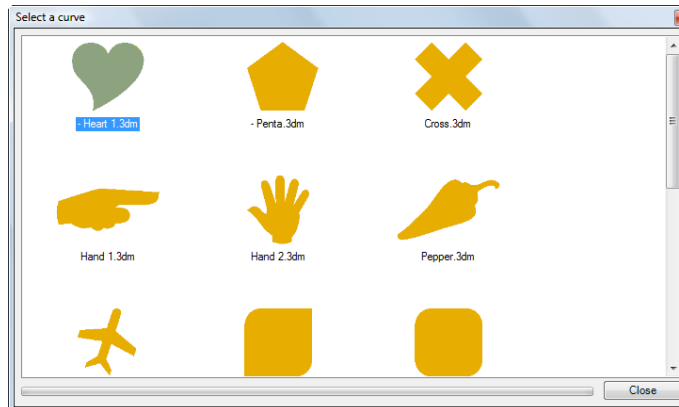 Select a curve
- Heart 1.3dm
- Penta.3dm
Cross.3dm
Hand 1.3dm
Hand 2.3dm
Pepper.3dm
Close